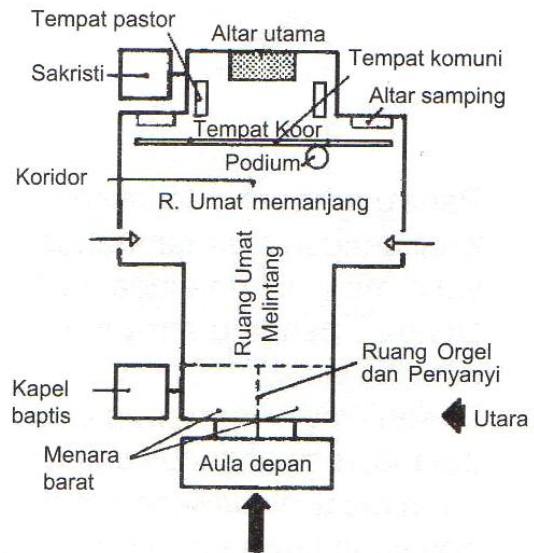 Tempat pastor
Altar utama
Sakristi
Tempat komuni
Altar samping
Tempat Koor
Podium
Koridor
R. Umat memanjang
Ruang Umat
Melintang
Ruang Orgel
dan Penyanyi
Kapel
baptis
Utara
Menara
barat
Aula depan